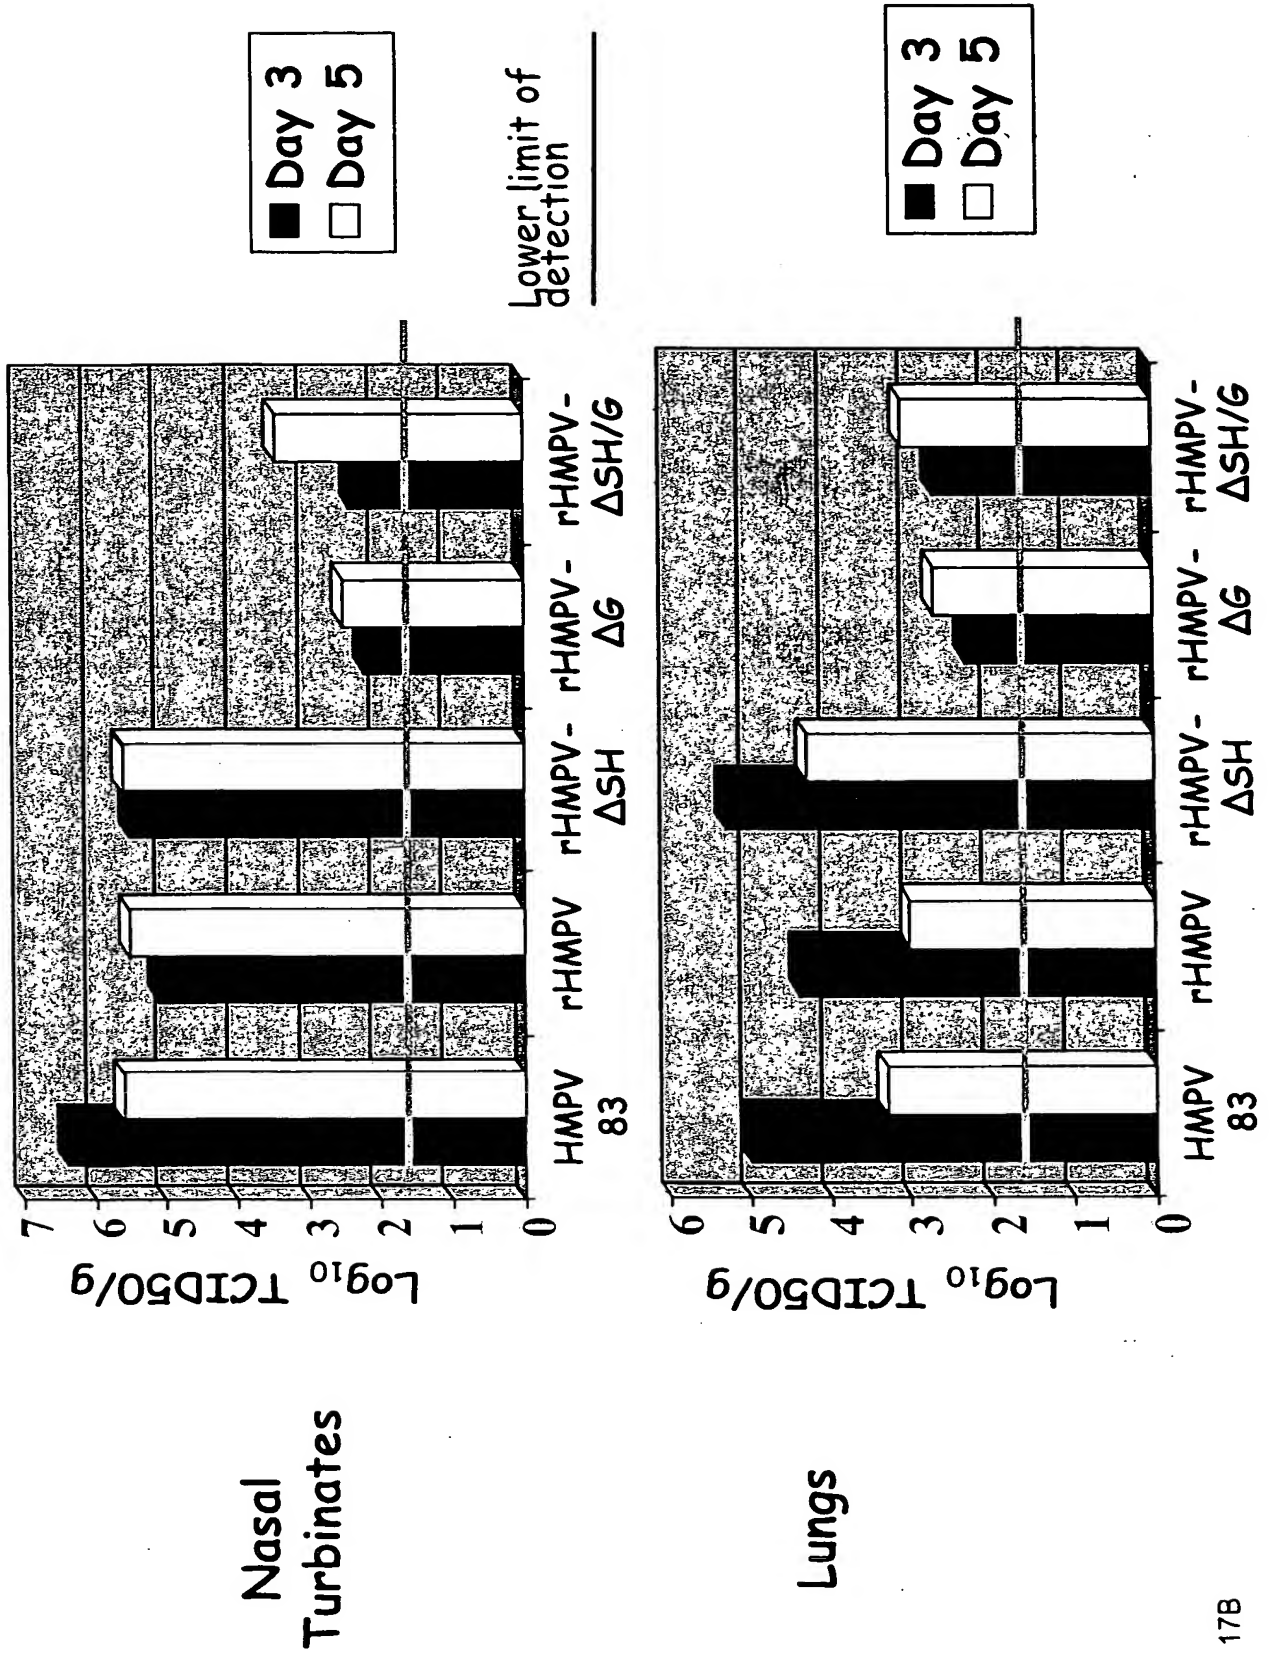 Nasal
Turbinates
Log₁₀ TCID50/g
7
6
5
4
3
2
1
0
HMPV
83
rHMPV
rHMPV-
ΔSH
rHMPV-
ΔG
rHMPV-
ΔSH/G
Day 3
Day 5
Lower limit of
detection
Lungs
Log₁₀ TCID50/g
6
5
4
3
2
1
0
HMPV
83
rHMPV
rHMPV-
ΔSH
rHMPV-
ΔG
rHMPV-
ΔSH/G
Day 3
Day 5
17B